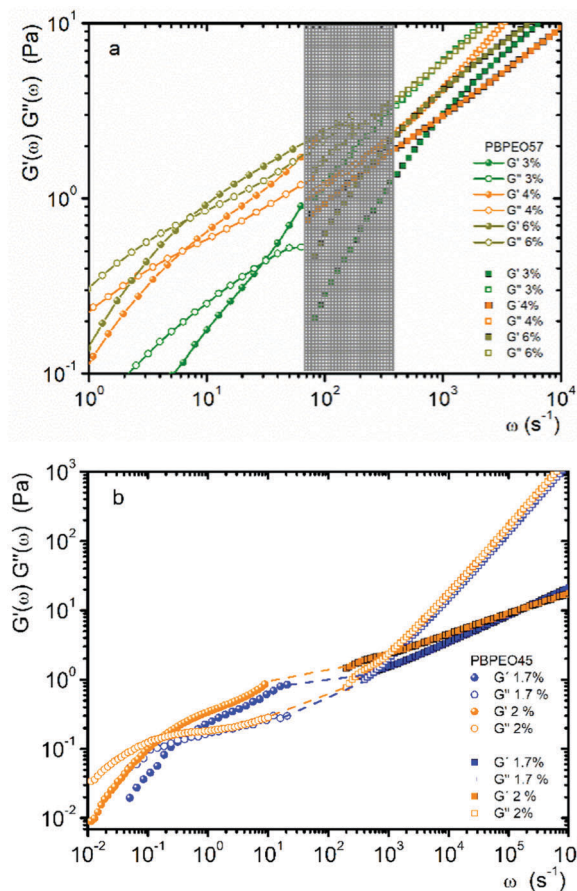 a
G'(ω) G''(ω) (Pa)
10¹
10⁰
10⁻¹
PBPEO57
G' 3%
G'' 3%
G' 4%
G'' 4%
G' 6%
G'' 6%
G' 3%
G'' 3%
G' 4%
G'' 4%
G' 6%
G'' 6%
10⁰ 10¹ 10² 10³ 10⁴
ω (s⁻¹)
b
G'(ω) G''(ω) (Pa)
10³
10²
10¹
10⁰
10⁻¹
10⁻²
PBPEO45
G' 1.7%
G'' 1.7 %
G' 2 %
G'' 2%
G' 1.7%
G'' 1.7 %
G' 2 %
G'' 2%
10⁻² 10⁻¹ 10⁰ 10¹ 10² 10³ 10⁴ 10⁵ 10⁶
ω (s⁻¹)